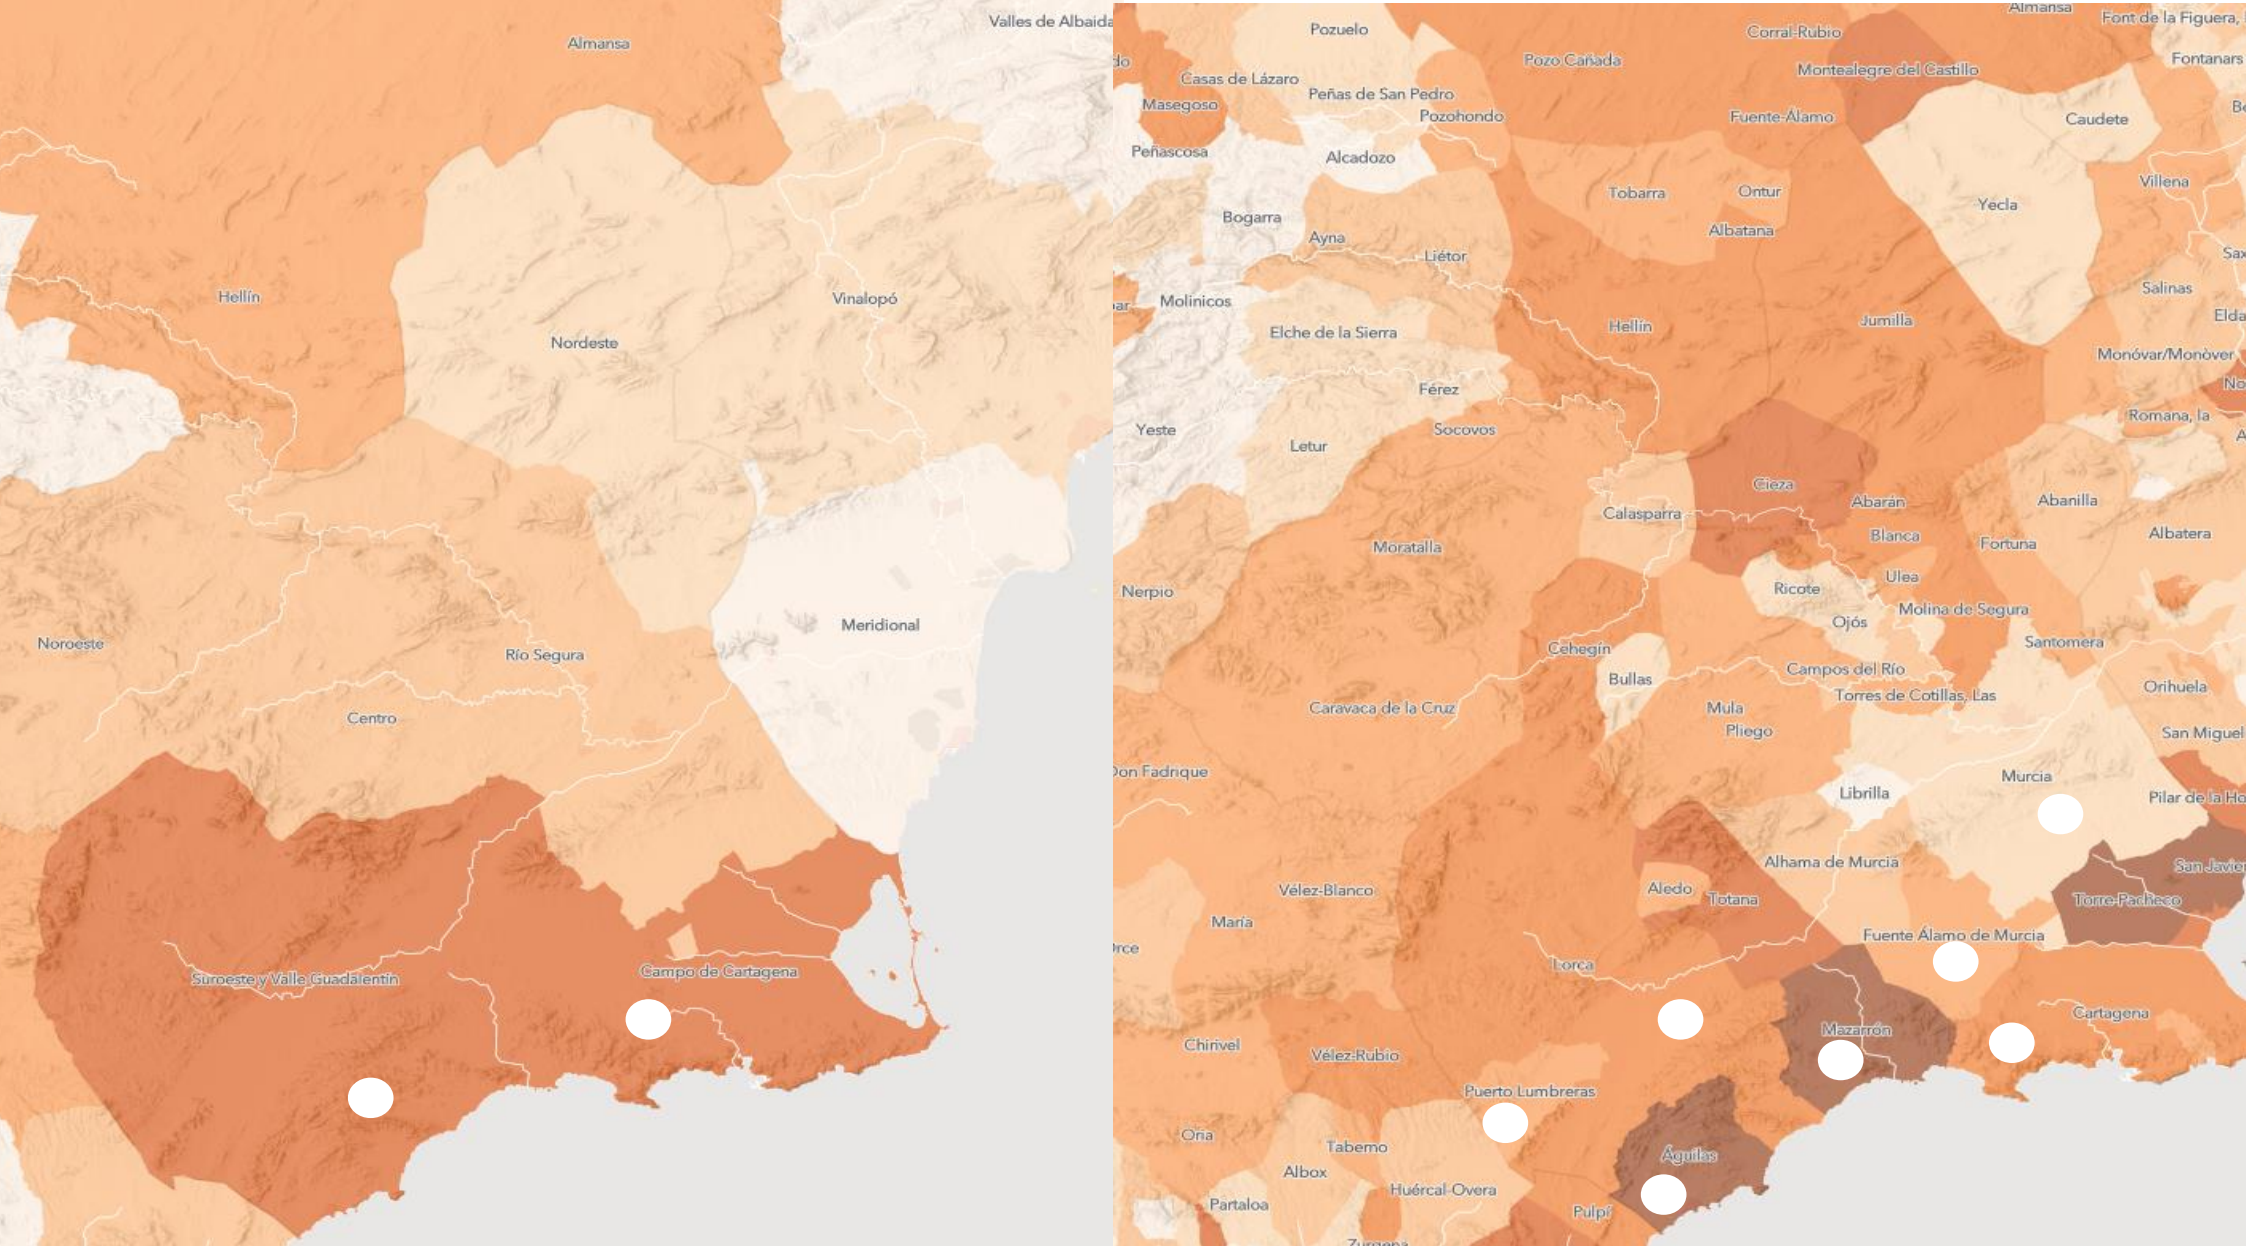 Valles de Albaida
Almansa
Hellín
Vinalopó
Nordeste
Meridional
Noroeste
Río Segura
Centro
Suroeste y Valle Guadalentín
Campo de Cartagena
Almansa
Font de la Figuera,
Pozuelo
Corral-Rubio
Fontanars
Pozo Cañada
Montealegre del Castillo
Casas de Lázaro
Peñas de San Pedro
Masegoso
Pozohondo
Fuente-Álamo
Caudete
Peñascosa
Alcadozo
Villena
Tobarra
Ontur
Yecla
Bogarra
Albatana
Ayna
Liétor
Salinas
Molinicos
Elche de la Sierra
Hellín
Jumilla
Monóvar/Monòver
Férez
Romana, la
Yeste
Socovos
Letur
Cieza
Abarán
Abanilla
Calasparra
Blanca
Fortuna
Albatera
Moratalla
Ulea
Nerpio
Ricote
Molina de Segura
Ojós
Santomera
Cehegín
Campos del Río
Bullas
Orihuela
Torres de Cotillas, Las
Caravaca de la Cruz
Mula
Pliego
San Miguel
Don Fadrique
Murcia
Librilla
Pilar de la Ho
Alhama de Murcia
San Javier
Vélez-Blanco
Aledo
Totana
Torre-Pacheco
María
Fuente Álamo de Murcia
Lorca
Cartagena
Mazarrón
Chirivel
Vélez-Rubio
Puerto Lumbreras
Oria
Taberno
Águilas
Albox
Huércal-Overa
Partaloa
Pulpí
Zurgena